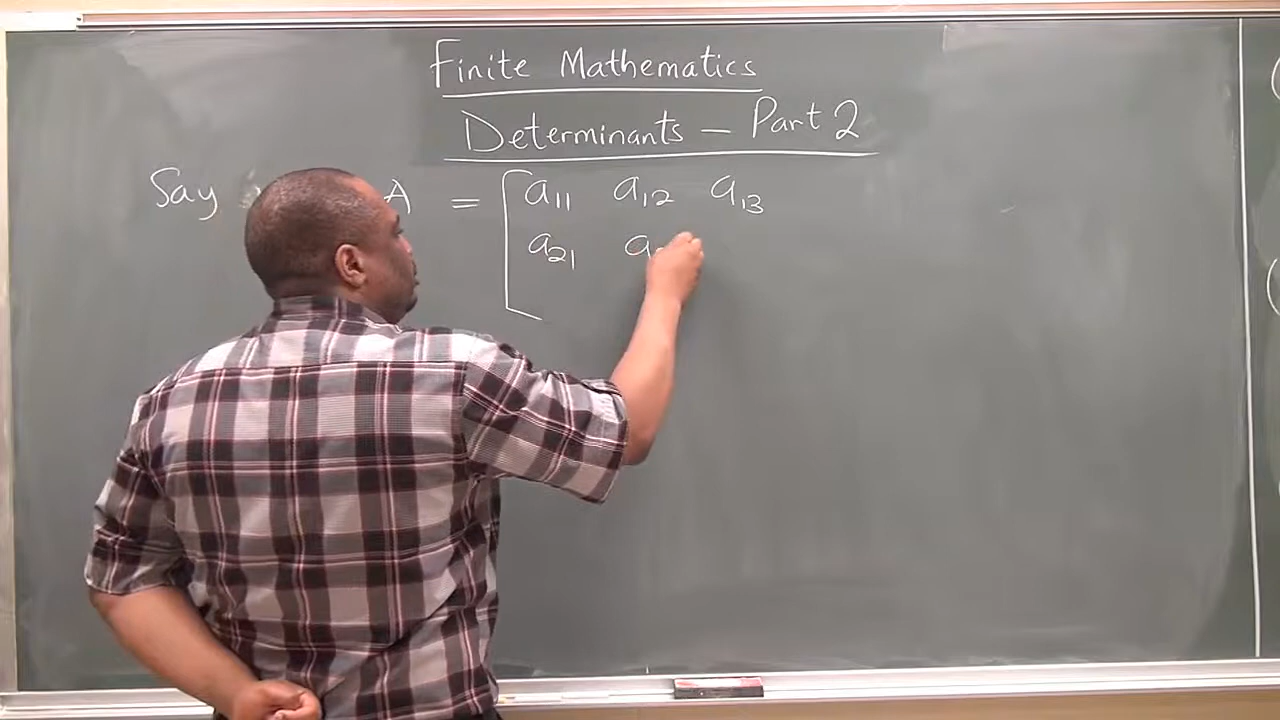 Finite Mathematics
Determinants – Part 2
Say A = [ a₁₁ a₁₂ a₁₃
a₂₁ a